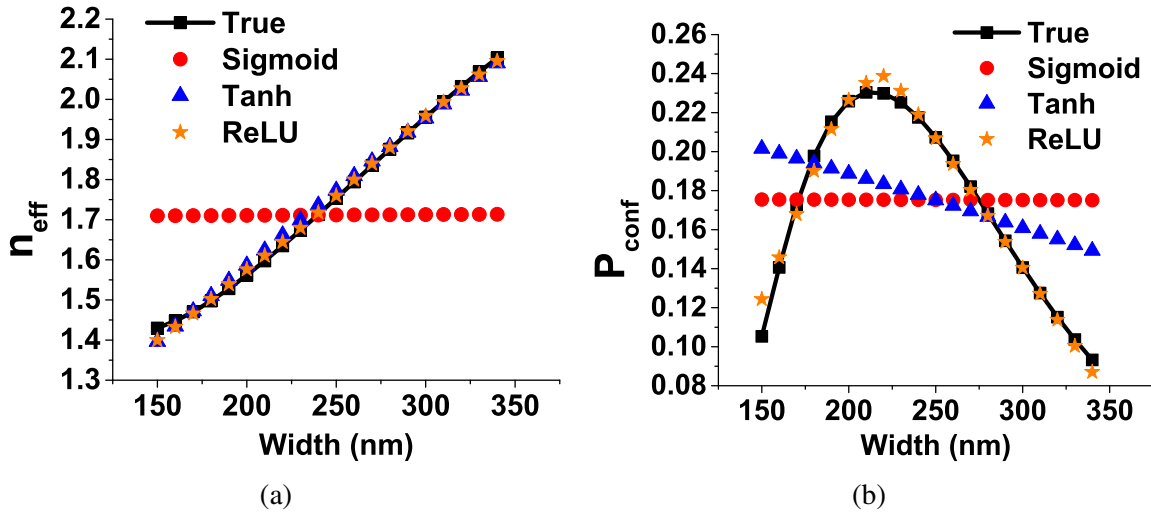 2.2
2.1
2.0
1.9
1.8
1.7
1.6
1.5
1.4
1.3
neff
True
Sigmoid
Tanh
ReLU
150 200 250 300 350
Width (nm)
(a)
0.26
0.24
0.22
0.20
0.18
0.16
0.14
0.12
0.10
0.08
Pconf
True
Sigmoid
Tanh
ReLU
150 200 250 300 350
Width (nm)
(b)